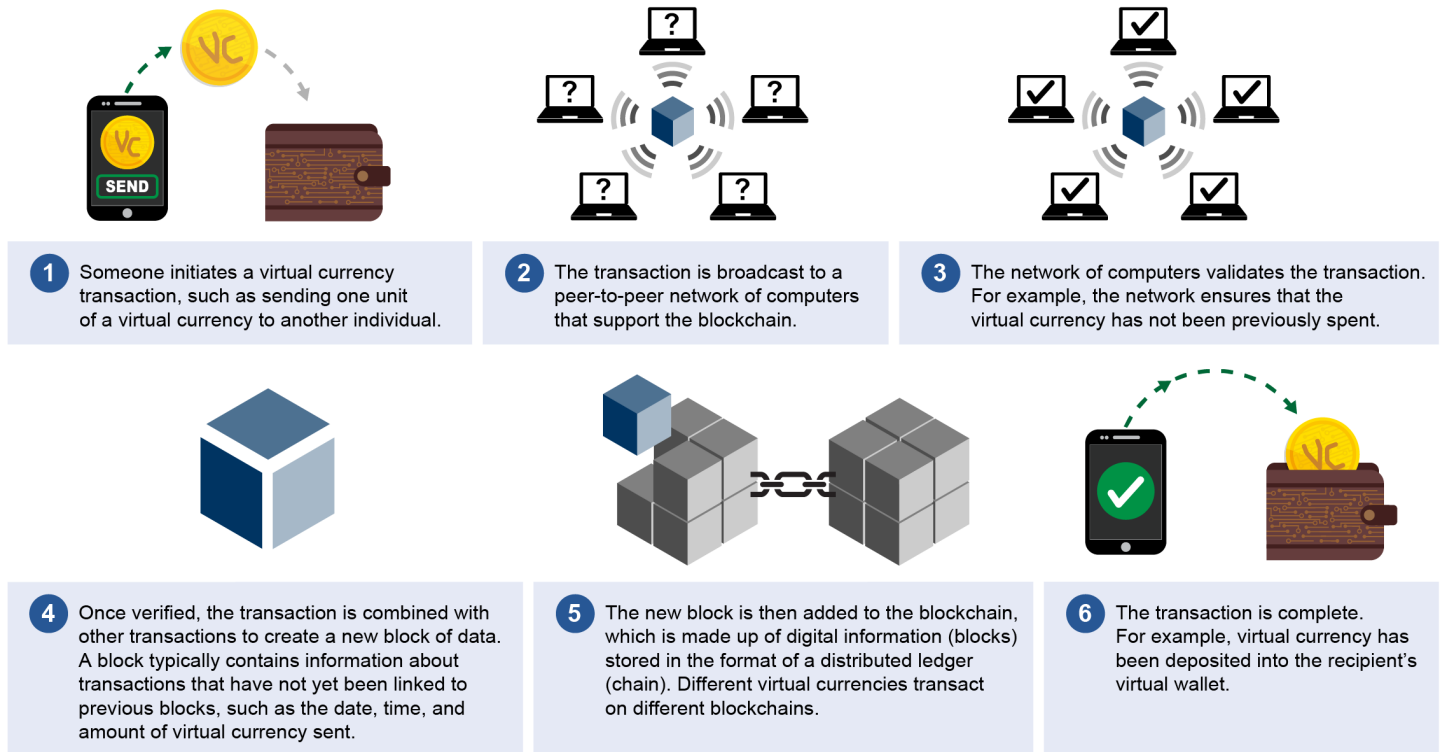 VC
VC
SEND
?
?
?
?
?
1 Someone initiates a virtual currency
transaction, such as sending one unit
of a virtual currency to another individual.
2 The transaction is broadcast to a
peer-to-peer network of computers
that support the blockchain.
3 The network of computers validates the transaction.
For example, the network ensures that the
virtual currency has not been previously spent.
VC
4 Once verified, the transaction is combined with
other transactions to create a new block of data.
A block typically contains information about
transactions that have not yet been linked to
previous blocks, such as the date, time, and
amount of virtual currency sent.
5 The new block is then added to the blockchain,
which is made up of digital information (blocks)
stored in the format of a distributed ledger
(chain). Different virtual currencies transact
on different blockchains.
6 The transaction is complete.
For example, virtual currency has
been deposited into the recipient’s
virtual wallet.